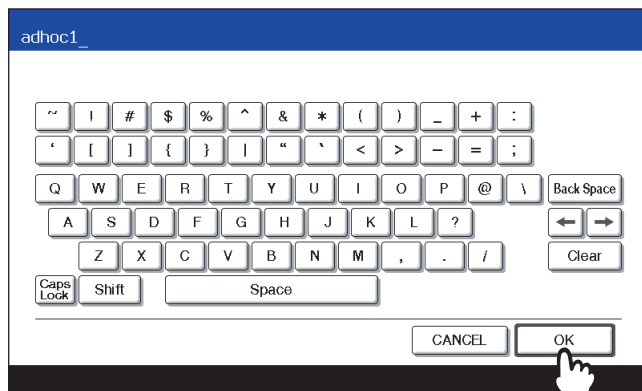 adhoc1_
~ ! # $ % ^ & * ( ) _ + :
‘ [ ] { } | “ ` < > − = ;
Q W E R T Y U I O P @ \ Back Space
A S D F G H J K L ? ← →
Z X C V B N M , . / Clear
Caps Lock Shift Space
CANCEL OK